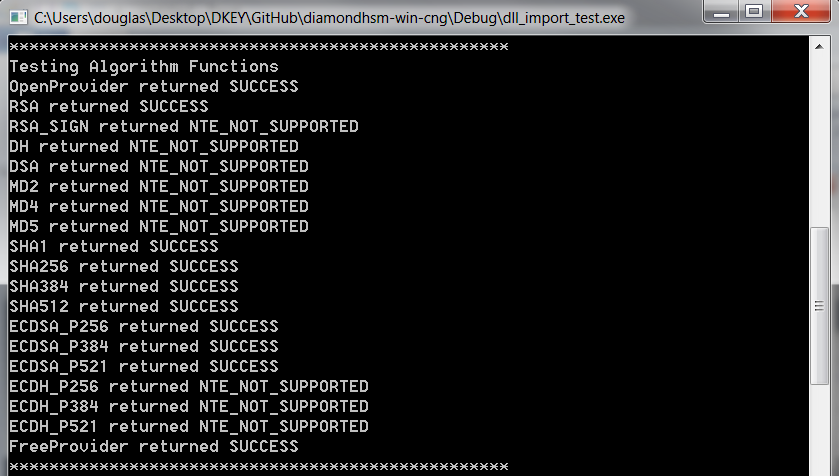 C:\Users\douglas\Desktop\DKEY\GitHub\diamondhsm-win-cng\Debug\dll_import_test.exe
**************************************************
Testing Algorithm Functions
OpenProvider returned SUCCESS
RSA returned SUCCESS
RSA_SIGN returned NTE_NOT_SUPPORTED
DH returned NTE_NOT_SUPPORTED
DSA returned NTE_NOT_SUPPORTED
MD2 returned NTE_NOT_SUPPORTED
MD4 returned NTE_NOT_SUPPORTED
MD5 returned NTE_NOT_SUPPORTED
SHA1 returned SUCCESS
SHA256 returned SUCCESS
SHA384 returned SUCCESS
SHA512 returned SUCCESS
ECDSA_P256 returned SUCCESS
ECDSA_P384 returned SUCCESS
ECDSA_P521 returned SUCCESS
ECDH_P256 returned NTE_NOT_SUPPORTED
ECDH_P384 returned NTE_NOT_SUPPORTED
ECDH_P521 returned NTE_NOT_SUPPORTED
FreeProvider returned SUCCESS
**************************************************